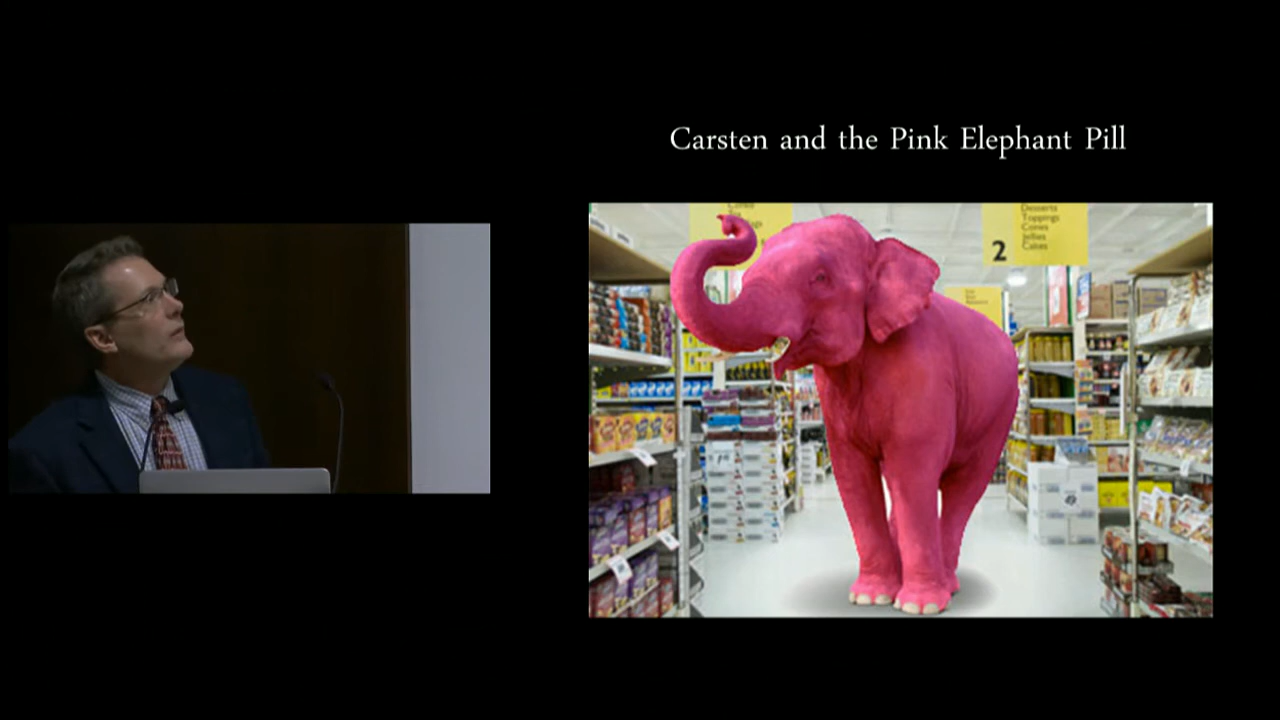 Carsten and the Pink Elephant Pill
2
Desserts
Toppings
Cones
Jellies
Cakes